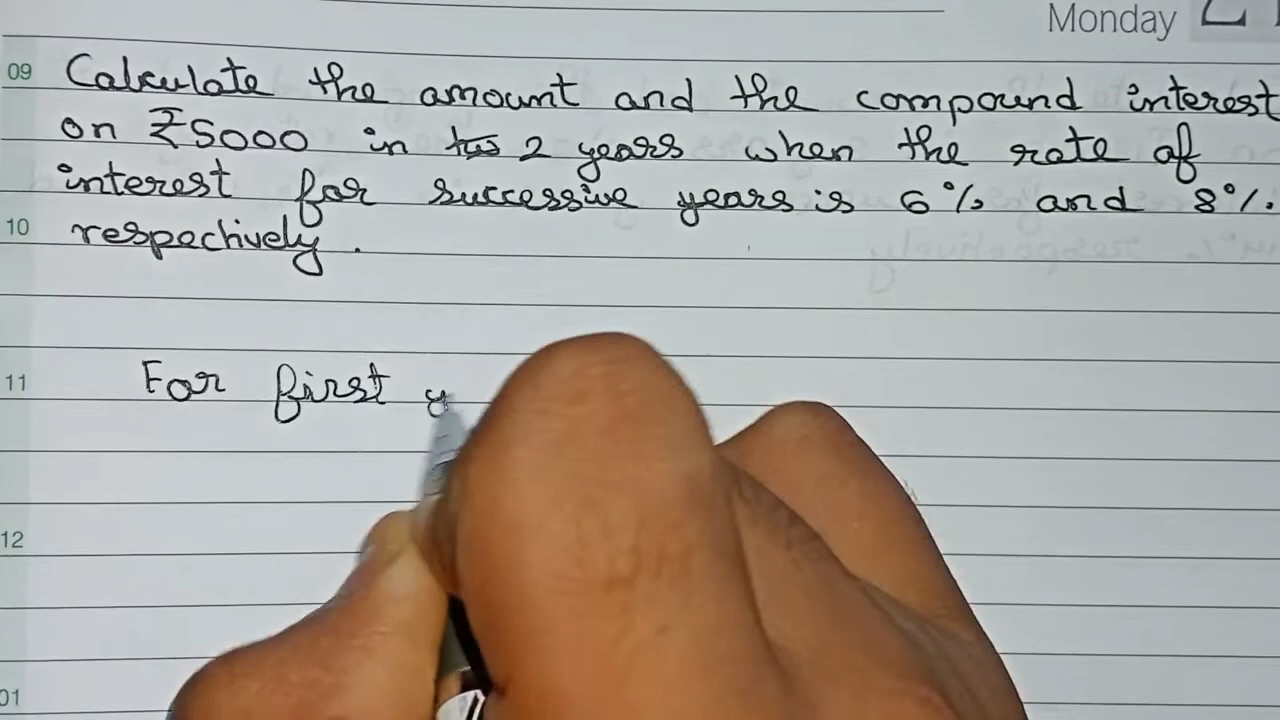 Monday
09
Calculate the amount and the compound interest
on ₹5000 in 2 years when the rate of
interest for successive years is 6% and 8%.
10
respectively.
11
For first y
12
01